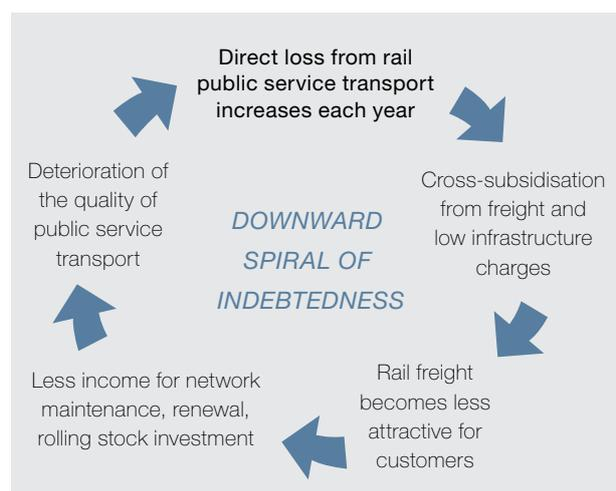 Direct loss from rail
public service transport
increases each year
Cross-subsidisation
from freight and
low infrastructure
charges
Rail freight
becomes less
attractive for
customers
Less income for network
maintenance, renewal,
rolling stock investment
Deterioration of
the quality of
public service
transport
DOWNWARD
SPIRAL OF
INDEBTEDNESS